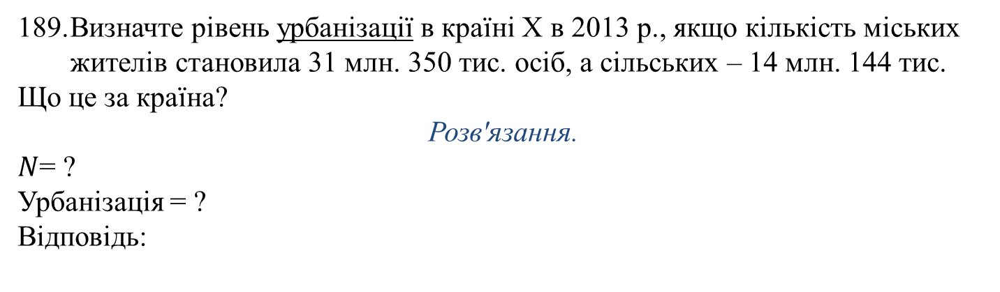 189.Визначте рівень урбанізації в країні Х в 2013 р., якщо кількість міських
жителів становила 31 млн. 350 тис. осіб, а сільських – 14 млн. 144 тис.
Що це за країна?
Розв'язання.
N= ?
Урбанізація = ?
Відповідь: